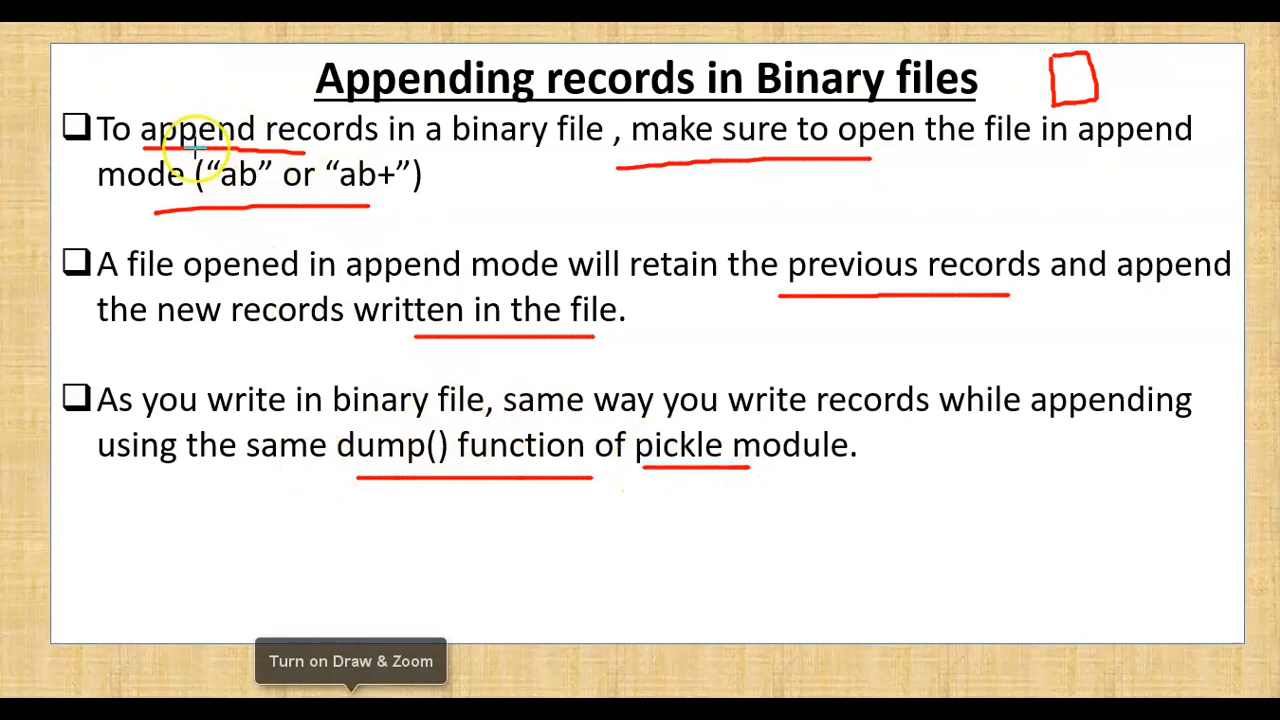 Appending records in Binary files
To append records in a binary file , make sure to open the file in append
mode (“ab” or “ab+”)
A file opened in append mode will retain the previous records and append
the new records written in the file.
As you write in binary file, same way you write records while appending
using the same dump() function of pickle module.
Turn on Draw & Zoom